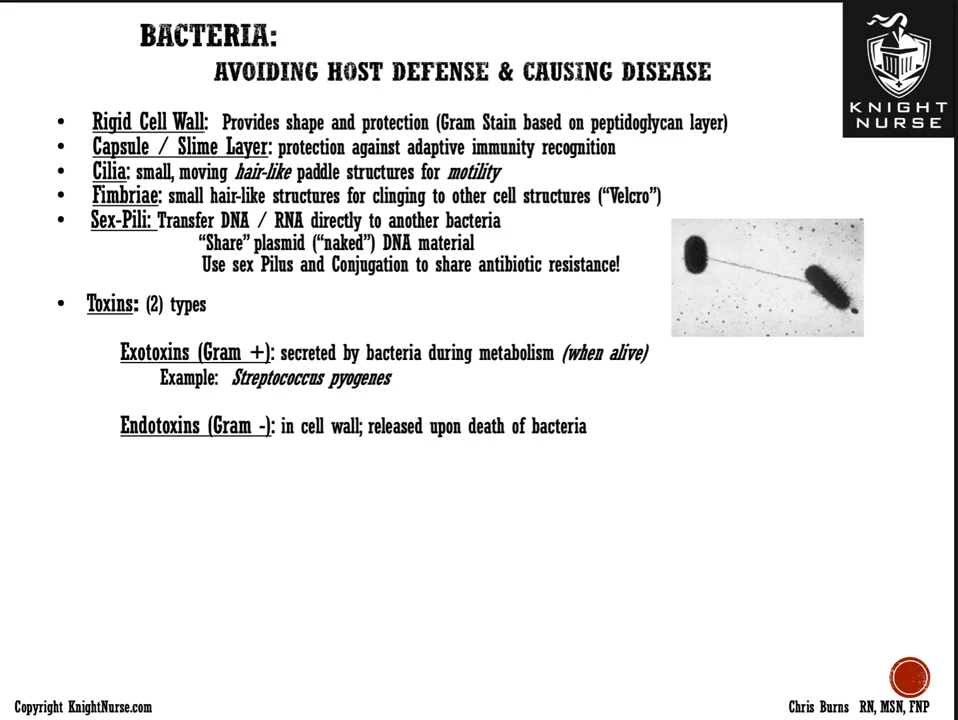 BACTERIA:
AVOIDING HOST DEFENSE & CAUSING DISEASE
KNIGHT
NURSE
• Rigid Cell Wall: Provides shape and protection (Gram Stain based on peptidoglycan layer)
• Capsule / Slime Layer: protection against adaptive immunity recognition
• Cilia: small, moving hair-like paddle structures for motility
• Fimbriae: small hair-like structures for clinging to other cell structures (“Velcro”)
• Sex-Pili: Transfer DNA / RNA directly to another bacteria
“Share” plasmid (“naked”) DNA material
Use sex Pilus and Conjugation to share antibiotic resistance!
• Toxins: (2) types
Exotoxins (Gram +): secreted by bacteria during metabolism (when alive)
Example: Streptococcus pyogenes
Endotoxins (Gram -): in cell wall; released upon death of bacteria
Copyright KnightNurse.com
Chris Burns RN, MSN, FNP